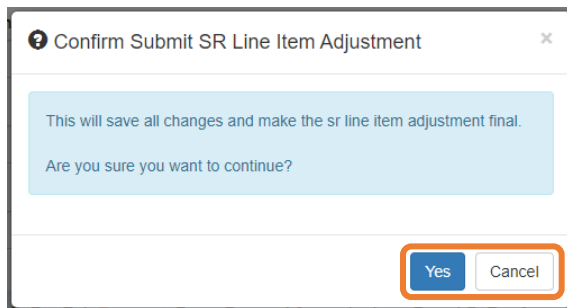 Confirm Submit SR Line Item Adjustment ×
This will save all changes and make the sr line item adjustment final.
Are you sure you want to continue?
Yes Cancel